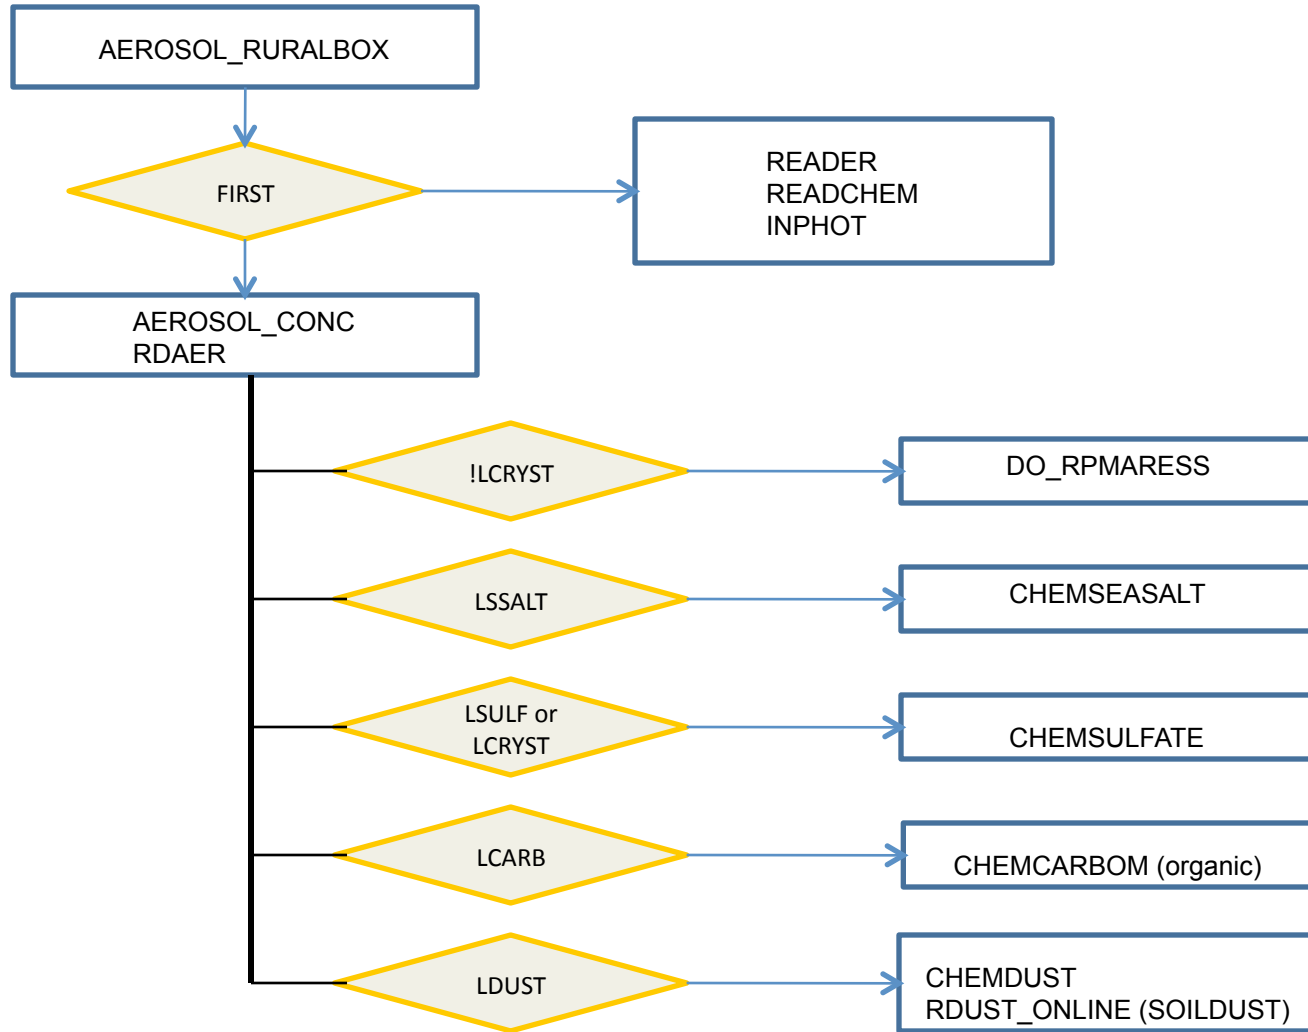 AEROSOL_RURALBOX
FIRST
READER
READCHEM
INPHOT
AEROSOL_CONC
RDAER
!LCRYST
DO_RPMARESS
LSSALT
CHEMSEASALT
LSULF or
LCRYST
CHEMSULFATE
LCARB
CHEMCARBOM (organic)
LDUST
CHEMDUST
RDUST_ONLINE (SOILDUST)